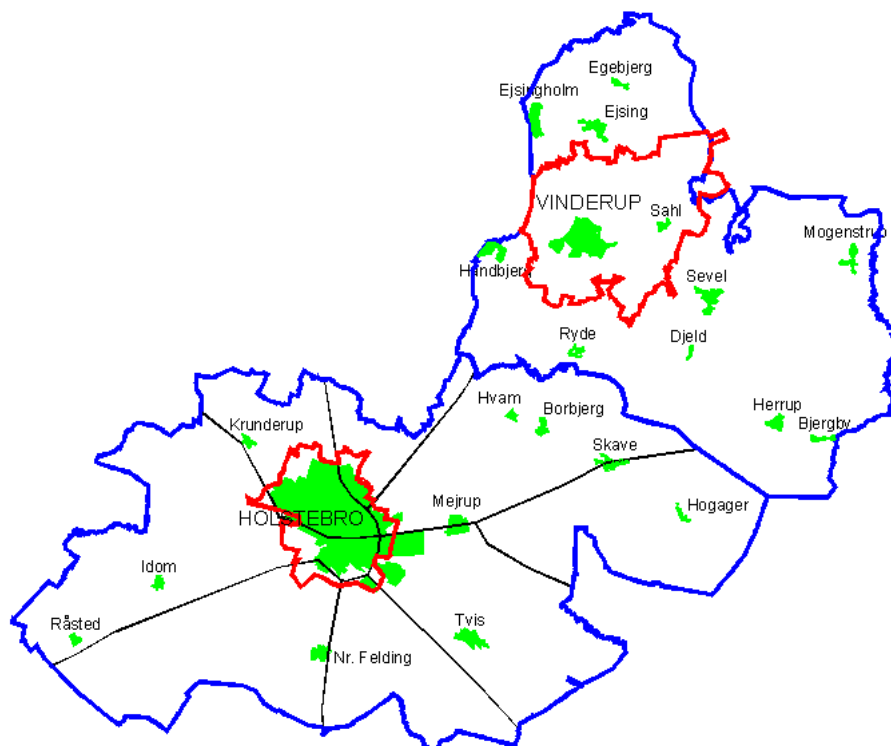 Egebjerg
Ejsingholm
Ejsing
VINDERUP
Sahl
Mogenstrup
Handbjerg
Sevel
Ryde
Djeld
Hvam
Borbjerg
Herrup
Bjergby
Krunderup
Skave
HOLSTEBRO
Mejrup
Hogager
Idom
Råsted
Tvis
Nr. Felding